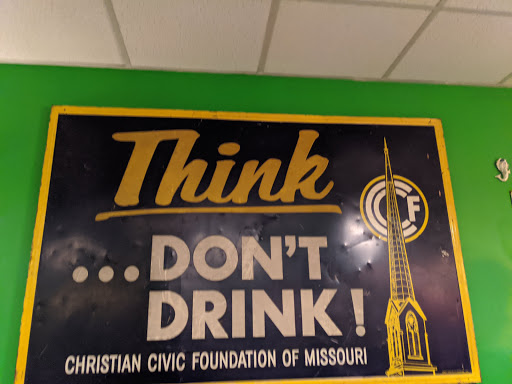 Think
...DON'T
DRINK!
CCF
CHRISTIAN CIVIC FOUNDATION OF MISSOURI